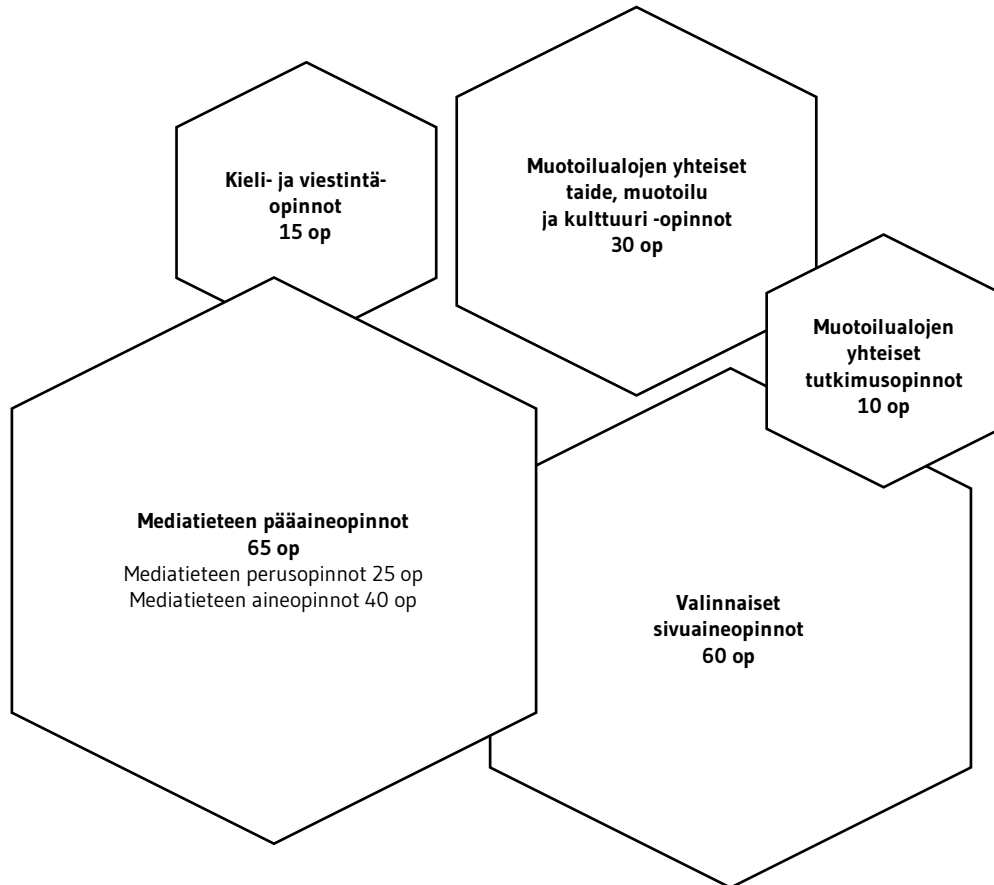 Kieli- ja viestintä-
opinnot
15 op
Muotoilualojen yhteiset
taide, muotoilu
ja kulttuuri -opinnot
30 op
Muotoilualojen
yhteiset
tutkimusopinnot
10 op
Mediatieteen pääaineopinnot
65 op
Mediatieteen perusopinnot 25 op
Mediatieteen aineopinnot 40 op
Valinnaiset
sivuaineopinnot
60 op